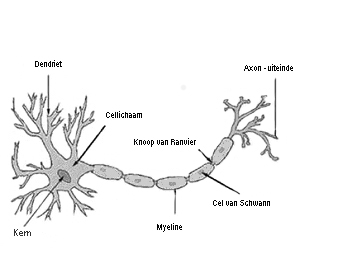 Dendriet
Axon - uiteinde
Cellichaam
Knoop van Ranvier
Cel van Schwann
Myeline
Kern